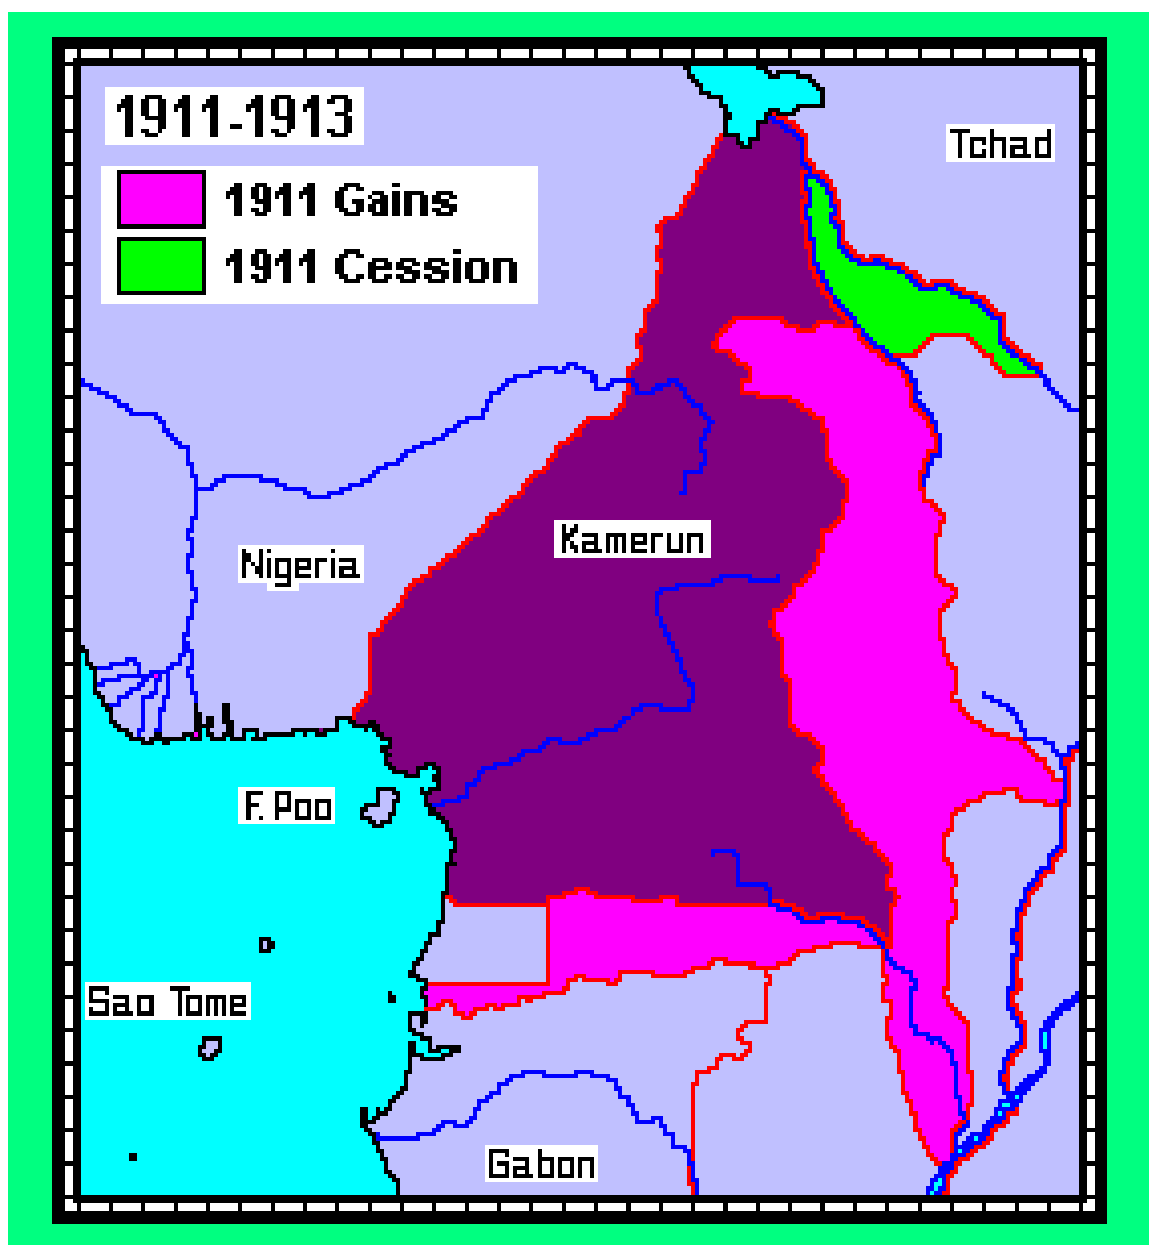 1911-1913
Tchad
1911 Gains
1911 Cession
Kamerun
Nigeria
F. Poo
Sao Tome
Gabon